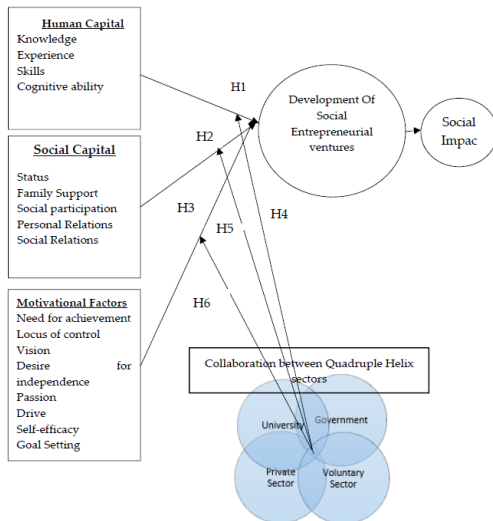 Human Capital
Knowledge
Experience
Skills
Cognitive ability
Social Capital
Status
Family Support
Social participation
Personal Relations
Social Relations
Motivational Factors
Need for achievement
Locus of control
Vision
Desire for
independence
Passion
Drive
Self-efficacy
Goal Setting
H1
H2
H3
H4
H5
H6
Development Of
Social
Entrepreneurial
ventures
Social
Impac
Collaboration between Quadruple Helix
sectors
University
Government
Private
Sector
Voluntary
Sector